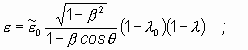 ε = ε̃₀ √(1−β²) / (1−β cos θ) (1−λ₀)(1−λ) ;